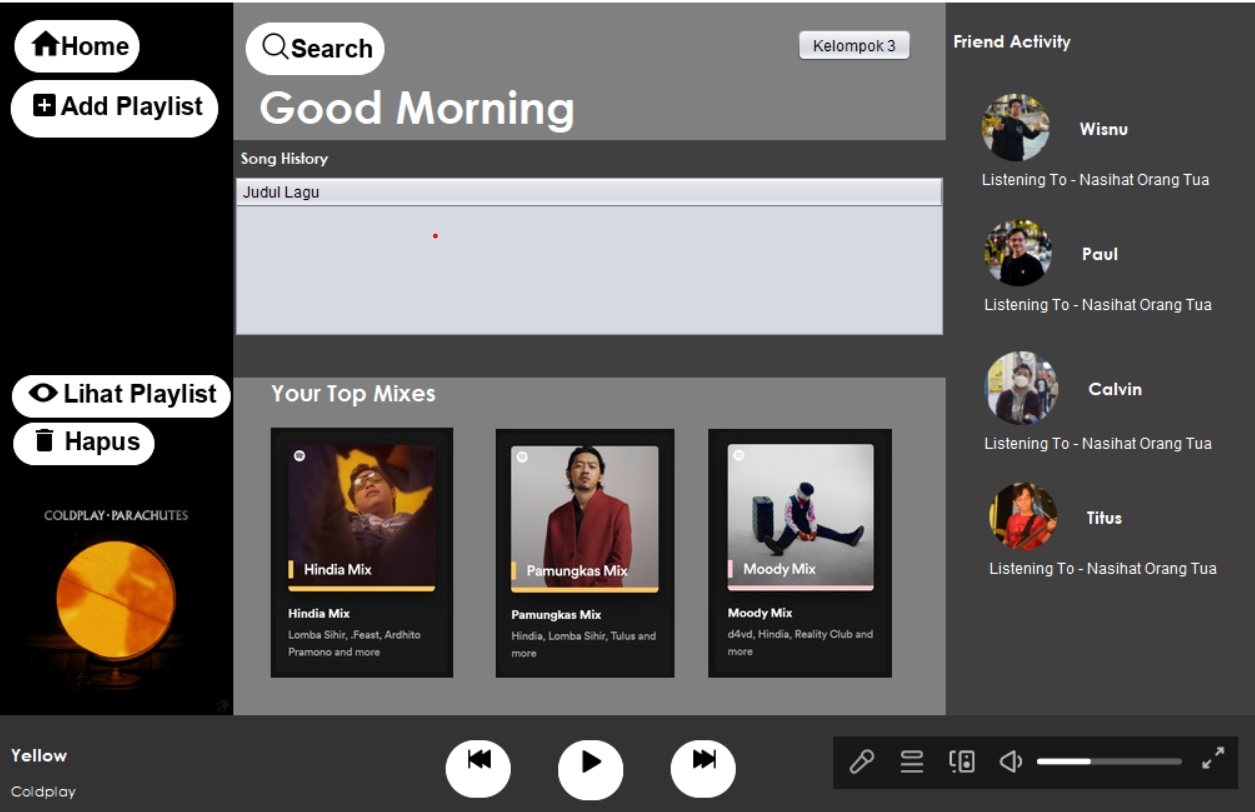 Home
Add Playlist
Lihat Playlist
Hapus
COLDPLAY·PARACHUTES
Search
Kelompok 3
Good Morning
Song History
Judul Lagu
Your Top Mixes
Hindia Mix
Hindia Mix
Lomba Sihir, .Feast, Ardhito
Pramono and more
Pamungkas Mix
Pamungkas Mix
Hindia, Lomba Sihir, Tulus and
more
Moody Mix
Moody Mix
d4vd, Hindia, Reality Club and
more
Friend Activity
Wisnu
Listening To - Nasihat Orang Tua
Paul
Listening To - Nasihat Orang Tua
Calvin
Listening To - Nasihat Orang Tua
Titus
Listening To - Nasihat Orang Tua
Yellow
Coldplay